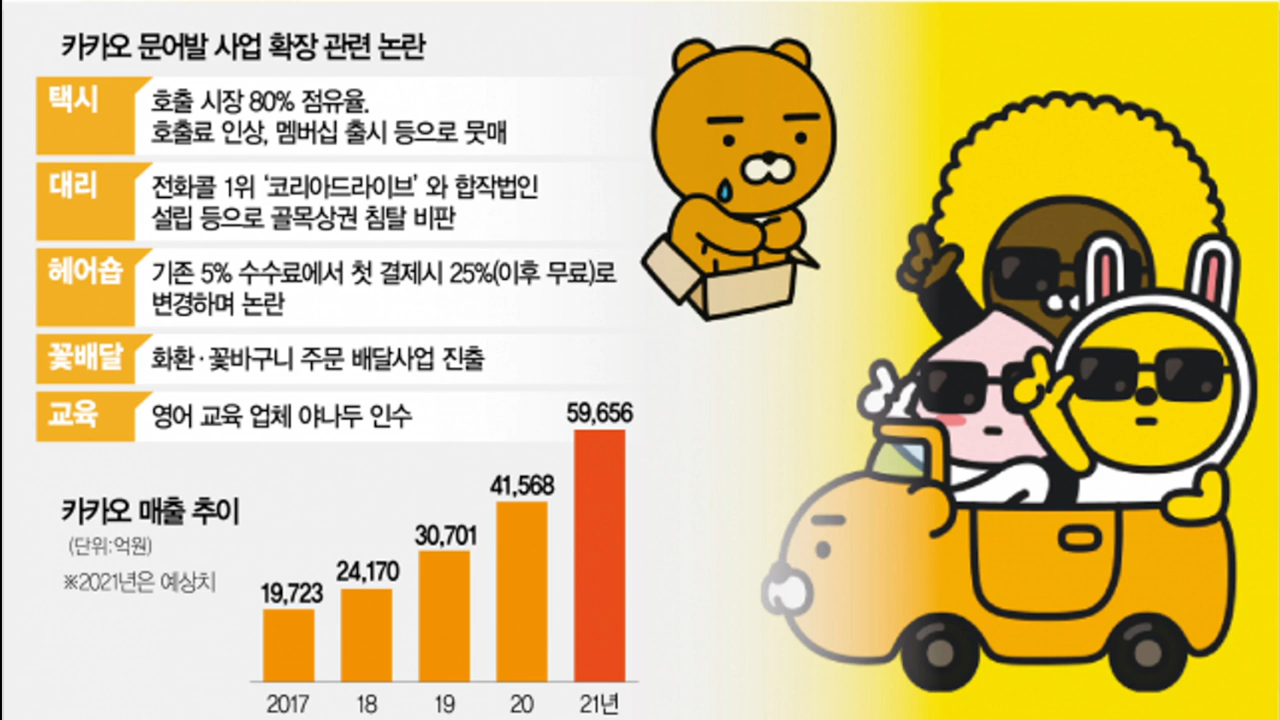 카카오 문어발 사업 확장 관련 논란
택시
호출 시장 80% 점유율.
호출료 인상, 멤버십 출시 등으로 뭇매
대리
전화콜 1위 ‘코리아드라이브’ 와 합작법인
설립 등으로 골목상권 침탈 비판
헤어숍
기존 5% 수수료에서 첫 결제시 25%(이후 무료)로
변경하며 논란
꽃배달
화환·꽃바구니 주문 배달사업 진출
교육
영어 교육 업체 야나두 인수
카카오 매출 추이
(단위:억원)
※2021년은 예상치
19,723
24,170
30,701
41,568
59,656
2017
18
19
20
21년